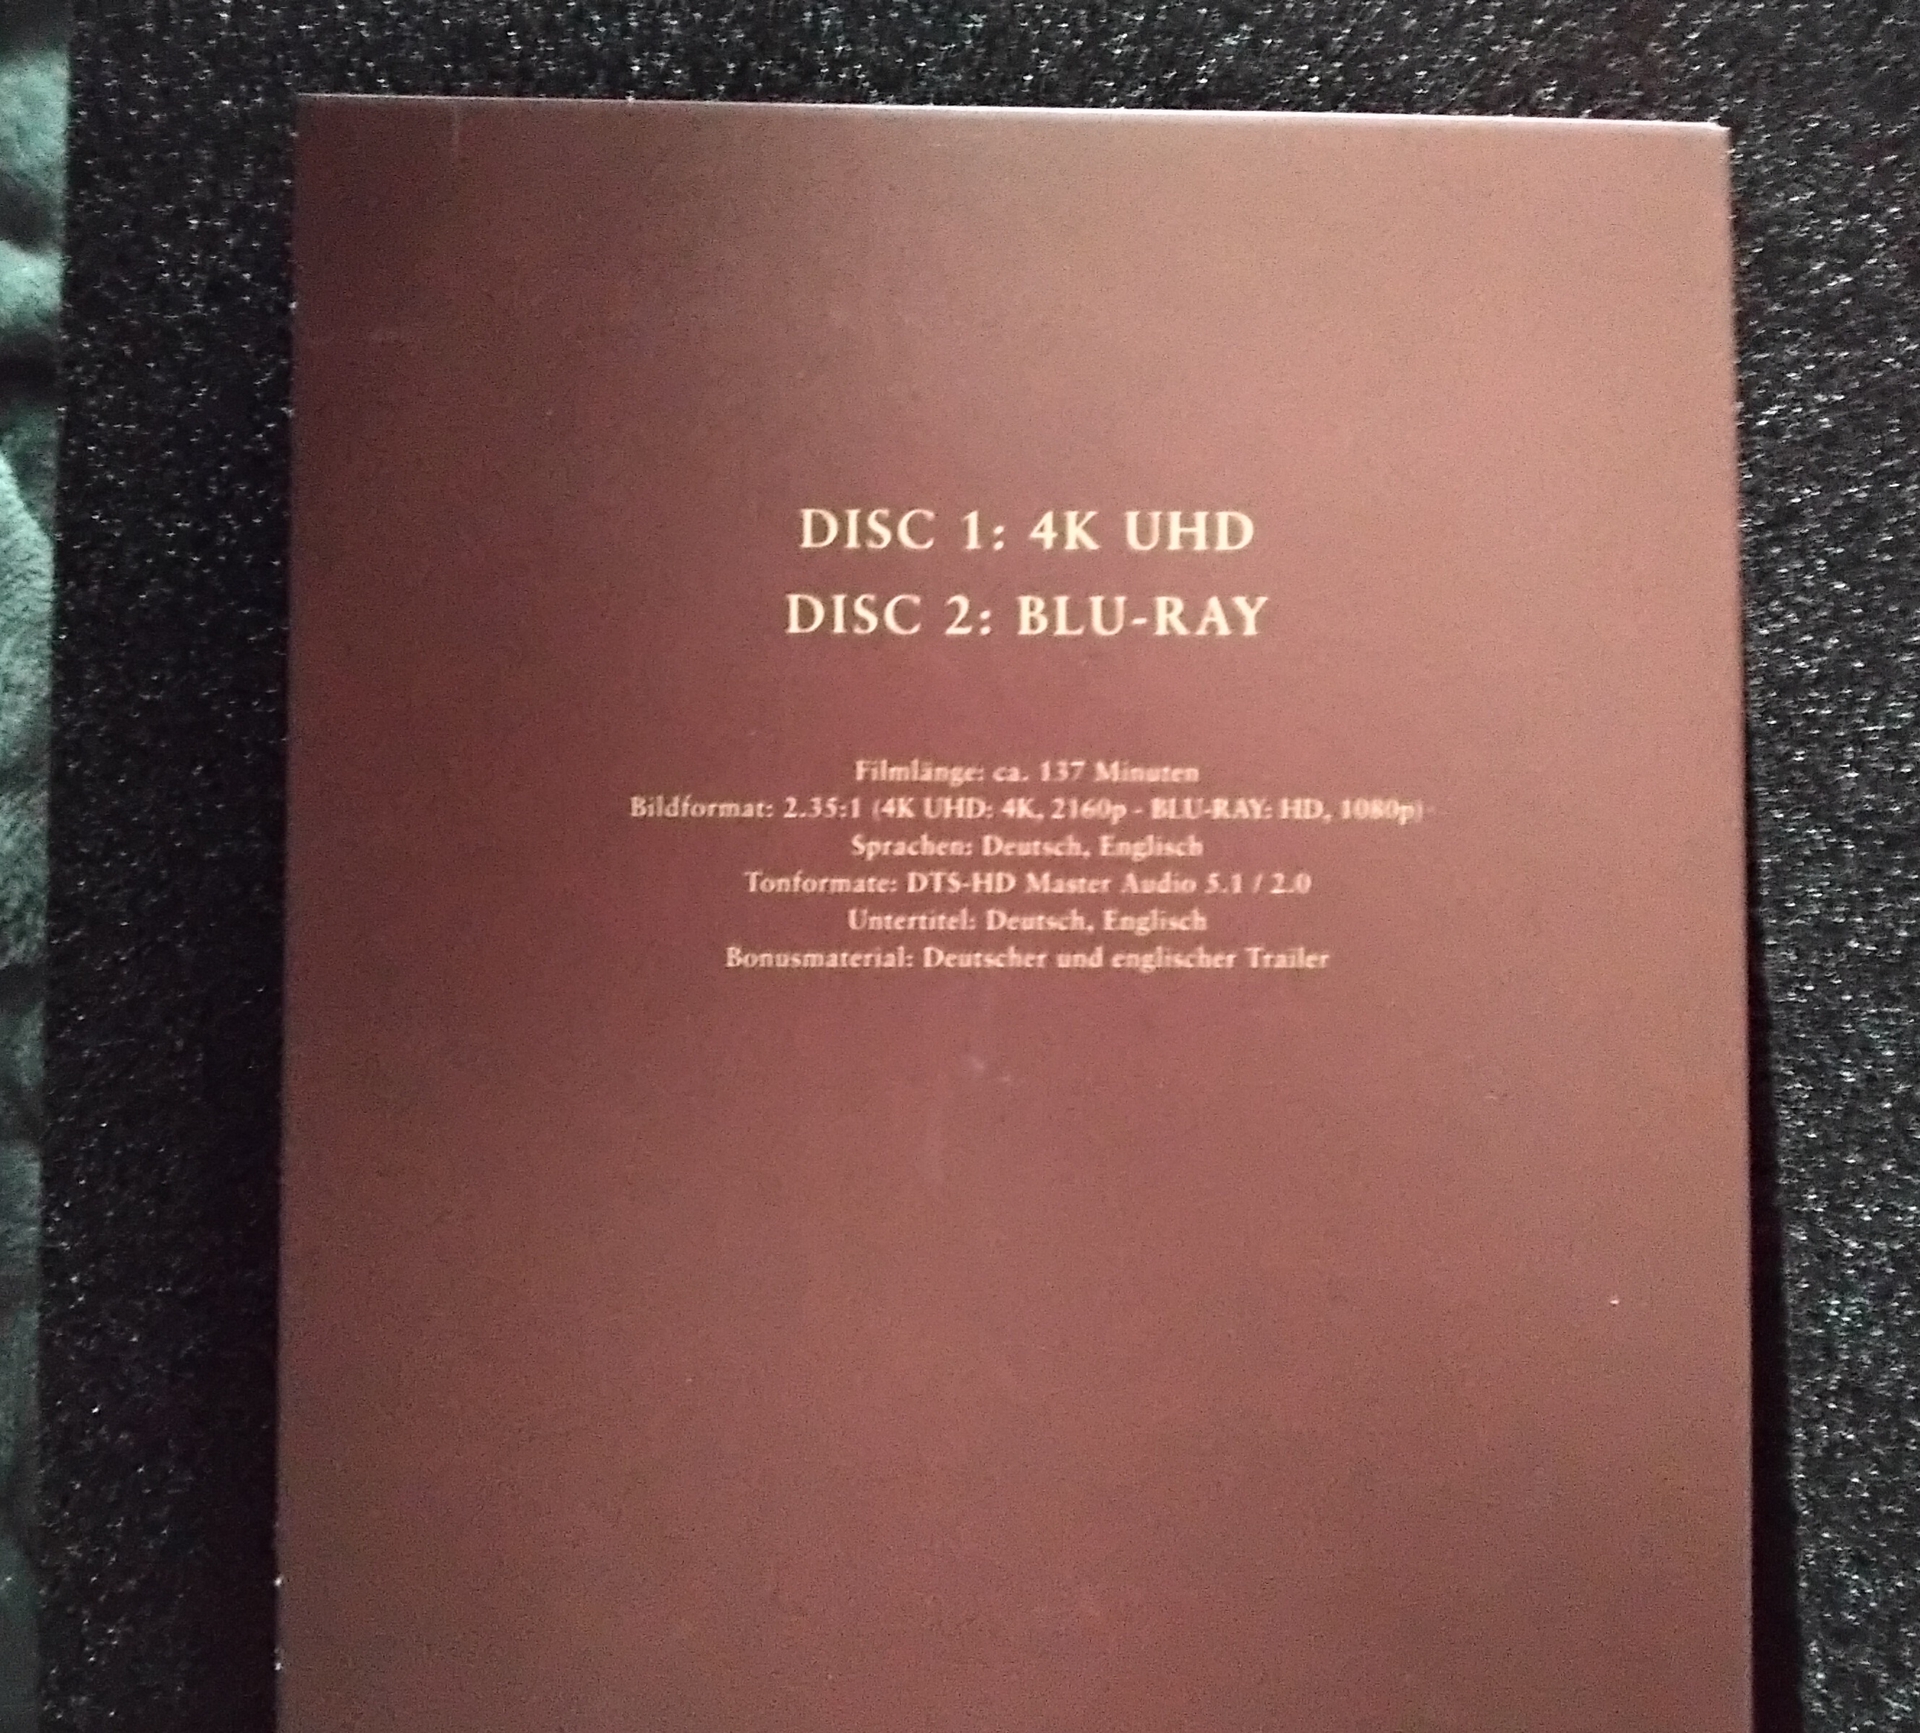 DISC 1: 4K UHD
DISC 2: BLU-RAY
Filmlänge: ca. 137 Minuten
Bildformat: 2.35:1 (4K UHD: 4K, 2160p - BLU-RAY: HD, 1080p)
Sprachen: Deutsch, Englisch
Tonformate: DTS-HD Master Audio 5.1 / 2.0
Untertitel: Deutsch, Englisch
Bonusmaterial: Deutscher und englischer Trailer